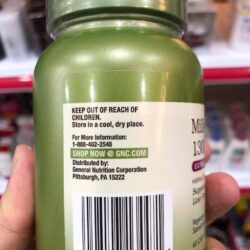 KEEP OUT OF REACH OF
CHILDREN.
Store in a cool, dry place.
For More Information:
1-888-462-2548
SHOP NOW @ GNC.COM
Distributed by:
General Nutrition Corporation
Pittsburgh, PA 15222
130